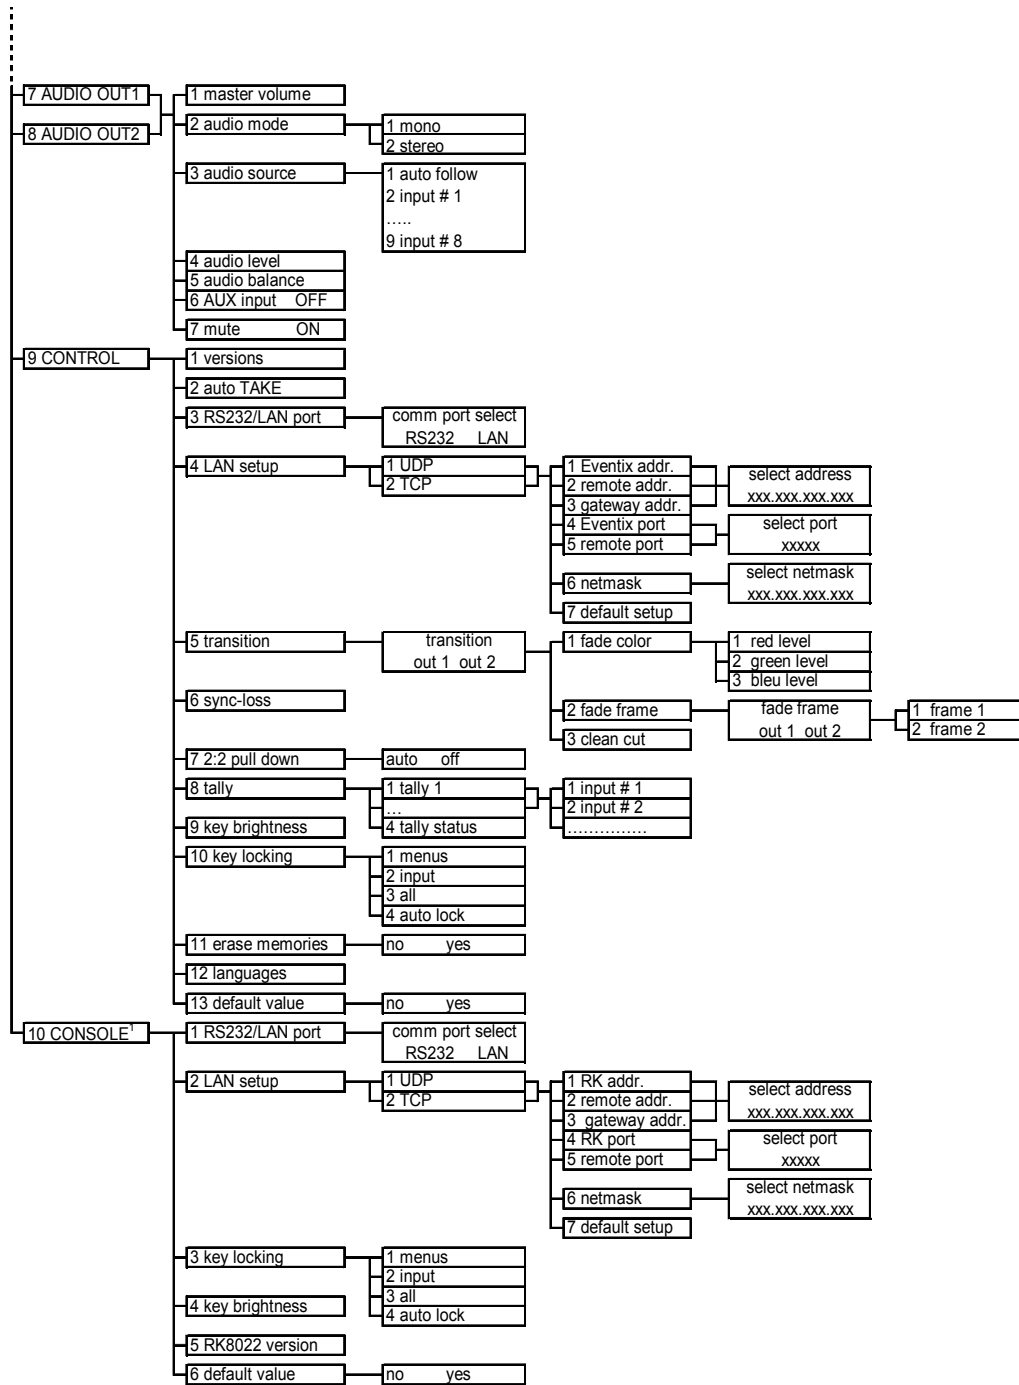 7 AUDIO OUT1
8 AUDIO OUT2
1 master volume
2 audio mode
1 mono
2 stereo
3 audio source
1 auto follow
2 input # 1
.....
9 input # 8
4 audio level
5 audio balance
6 AUX input OFF
7 mute ON
9 CONTROL
1 versions
2 auto TAKE
3 RS232/LAN port
comm port select
RS232 LAN
4 LAN setup
1 UDP
2 TCP
1 Eventix addr.
2 remote addr.
3 gateway addr.
4 Eventix port
5 remote port
select address
xxx.xxx.xxx.xxx
select port
xxxxx
6 netmask
select netmask
xxx.xxx.xxx.xxx
7 default setup
5 transition
transition
out 1 out 2
1 fade color
1 red level
2 green level
3 bleu level
2 fade frame
fade frame
out 1 out 2
1 frame 1
2 frame 2
3 clean cut
6 sync-loss
7 2:2 pull down
auto off
8 tally
1 tally 1
...
4 tally status
1 input # 1
2 input # 2
...............
9 key brightness
10 key locking
1 menus
2 input
3 all
4 auto lock
11 erase memories
no yes
12 languages
13 default value
no yes
10 CONSOLE¹
1 RS232/LAN port
comm port select
RS232 LAN
2 LAN setup
1 UDP
2 TCP
1 RK addr.
2 remote addr.
3 gateway addr.
4 RK port
5 remote port
select address
xxx.xxx.xxx.xxx
select port
xxxxx
6 netmask
select netmask
xxx.xxx.xxx.xxx
7 default setup
3 key locking
1 menus
2 input
3 all
4 auto lock
4 key brightness
5 RK8022 version
6 default value
no yes